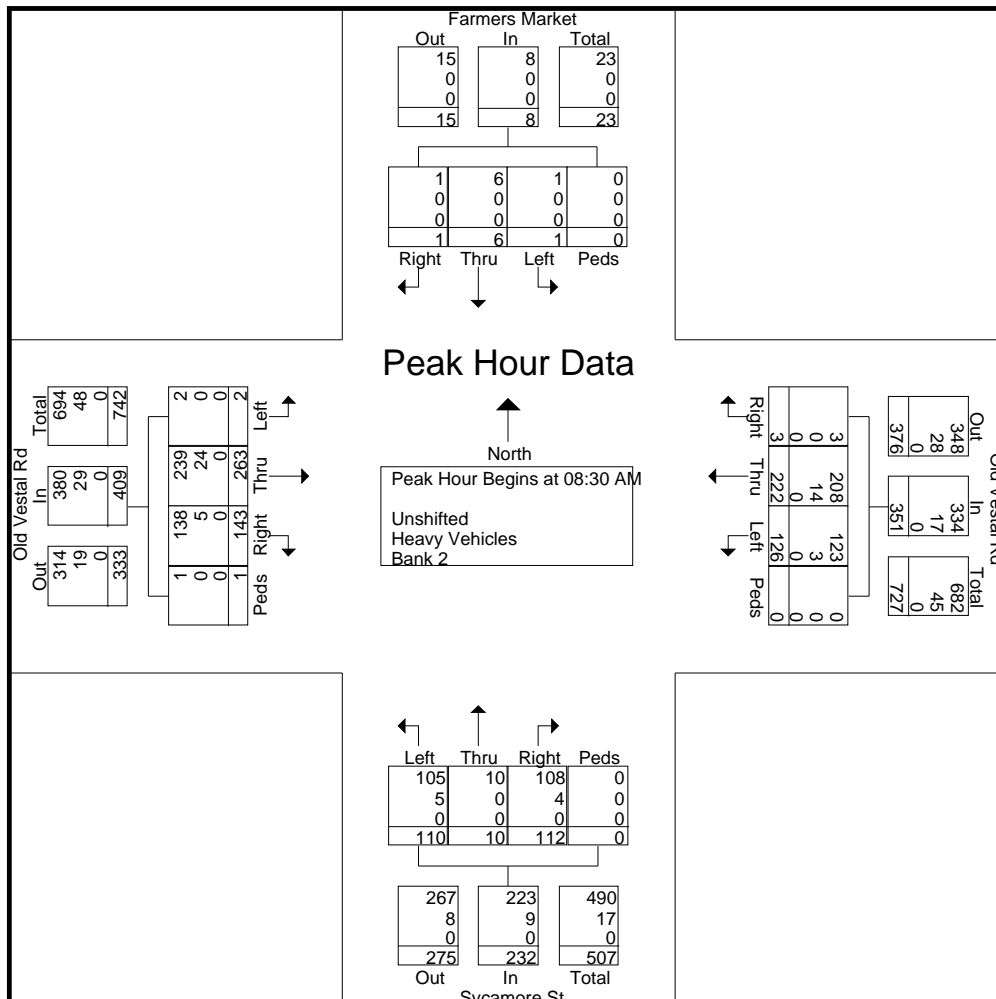 Farmers Market
Out In Total
15 8 23
0 0 0
0 0 0
15 8 23
1 6 1 0
0 0 0 0
0 0 0 0
1 6 1 0
Right Thru Left Peds
Peak Hour Data
North
Peak Hour Begins at 08:30 AM
Unshifted
Heavy Vehicles
Bank 2
Old Vestal Rd
Out In Total
314 380 694
19 29 48
0 0 0
333 409 742
Peds Right Thru Left
1 138 239 2
0 5 24 0
0 0 0 0
1 143 263 2
Old Vestal Rd
Out In Total
348 334 682
28 17 45
0 0 0
376 351 727
3 208 123 0
0 14 3 0
0 0 0 0
3 222 126 0
Right Thru Left Peds
Left Thru Right Peds
105 10 108 0
5 0 4 0
0 0 0 0
110 10 112 0
267 223 490
8 9 17
0 0 0
275 232 507
Out In Total
Sycamore St